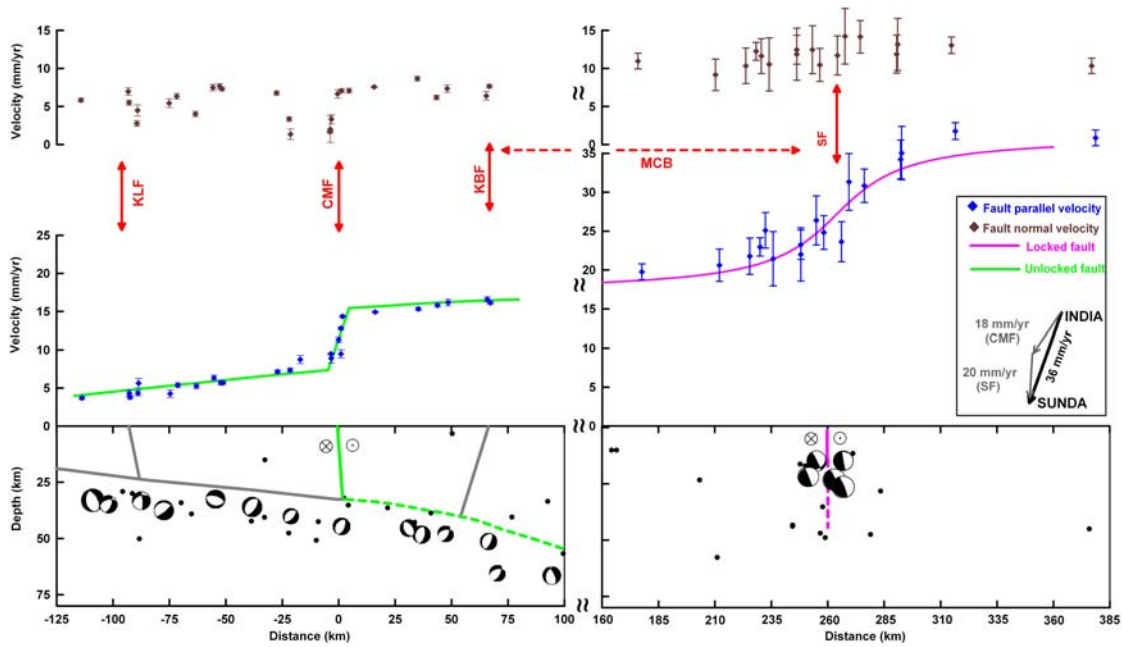 15
10
5
0
Velocity (mm/yr)
KLF
CMF
KBF
MCB
SF
15
10
5
0
25
20
15
10
5
0
Velocity (mm/yr)
35
30
25
20
15
10
5
0
Fault parallel velocity
Fault normal velocity
Locked fault
Unlocked fault
INDIA
18 mm/yr
(CMF)
36 mm/yr
20 mm/yr
(SF)
SUNDA
0
25
50
75
Depth (km)
-125 -100 -75 -50 -25 0 25 50 75 100
Distance (km)
160 185 210 235 260 285 310 335 360 385
Distance (km)